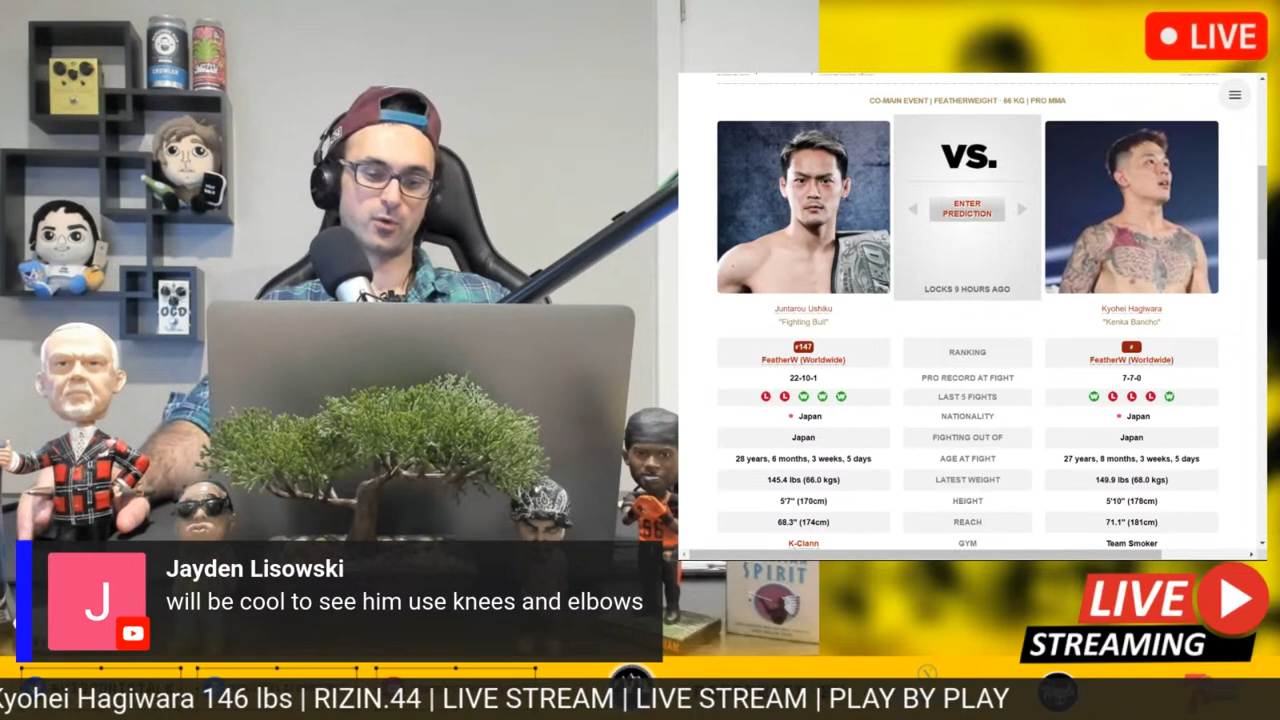 LIVE
CO-MAIN EVENT | FEATHERWEIGHT · 66 KG | PRO MMA
VS.
ENTER
PREDICTION
LOCKS 9 HOURS AGO
Juntarou Ushiku
Kyohei Hagiwara
"Fighting Bull"
"Kenka Bancho"
#147
FeatherW (Worldwide)
RANKING
#
FeatherW (Worldwide)
22-10-1
PRO RECORD AT FIGHT
7-7-0
L L W W W
LAST 5 FIGHTS
W L L L W
Japan
NATIONALITY
Japan
Japan
FIGHTING OUT OF
Japan
28 years, 6 months, 3 weeks, 5 days
AGE AT FIGHT
27 years, 8 months, 3 weeks, 5 days
145.4 lbs (66.0 kgs)
LATEST WEIGHT
149.9 lbs (68.0 kgs)
5'7" (170cm)
HEIGHT
5'10" (178cm)
68.3" (174cm)
REACH
71.1" (181cm)
K-Clann
GYM
Team Smoker
CROWLER
OCD
SPIRIT
J
Jayden Lisowski
will be cool to see him use knees and elbows
LIVE
STREAMING
Kyohei Hagiwara 146 lbs | RIZIN.44 | LIVE STREAM | LIVE STREAM | PLAY BY PLAY